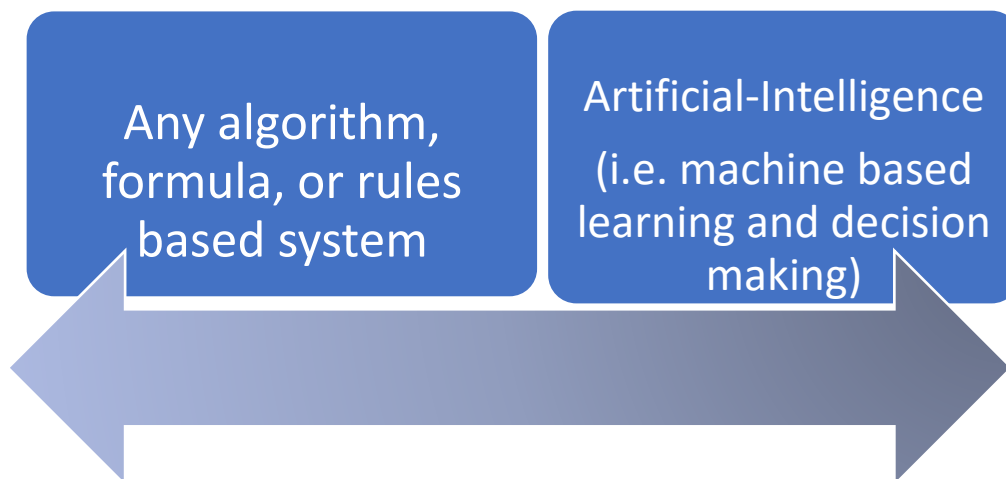 Any algorithm,
formula, or rules
based system
Artificial-Intelligence
(i.e. machine based
learning and decision
making)